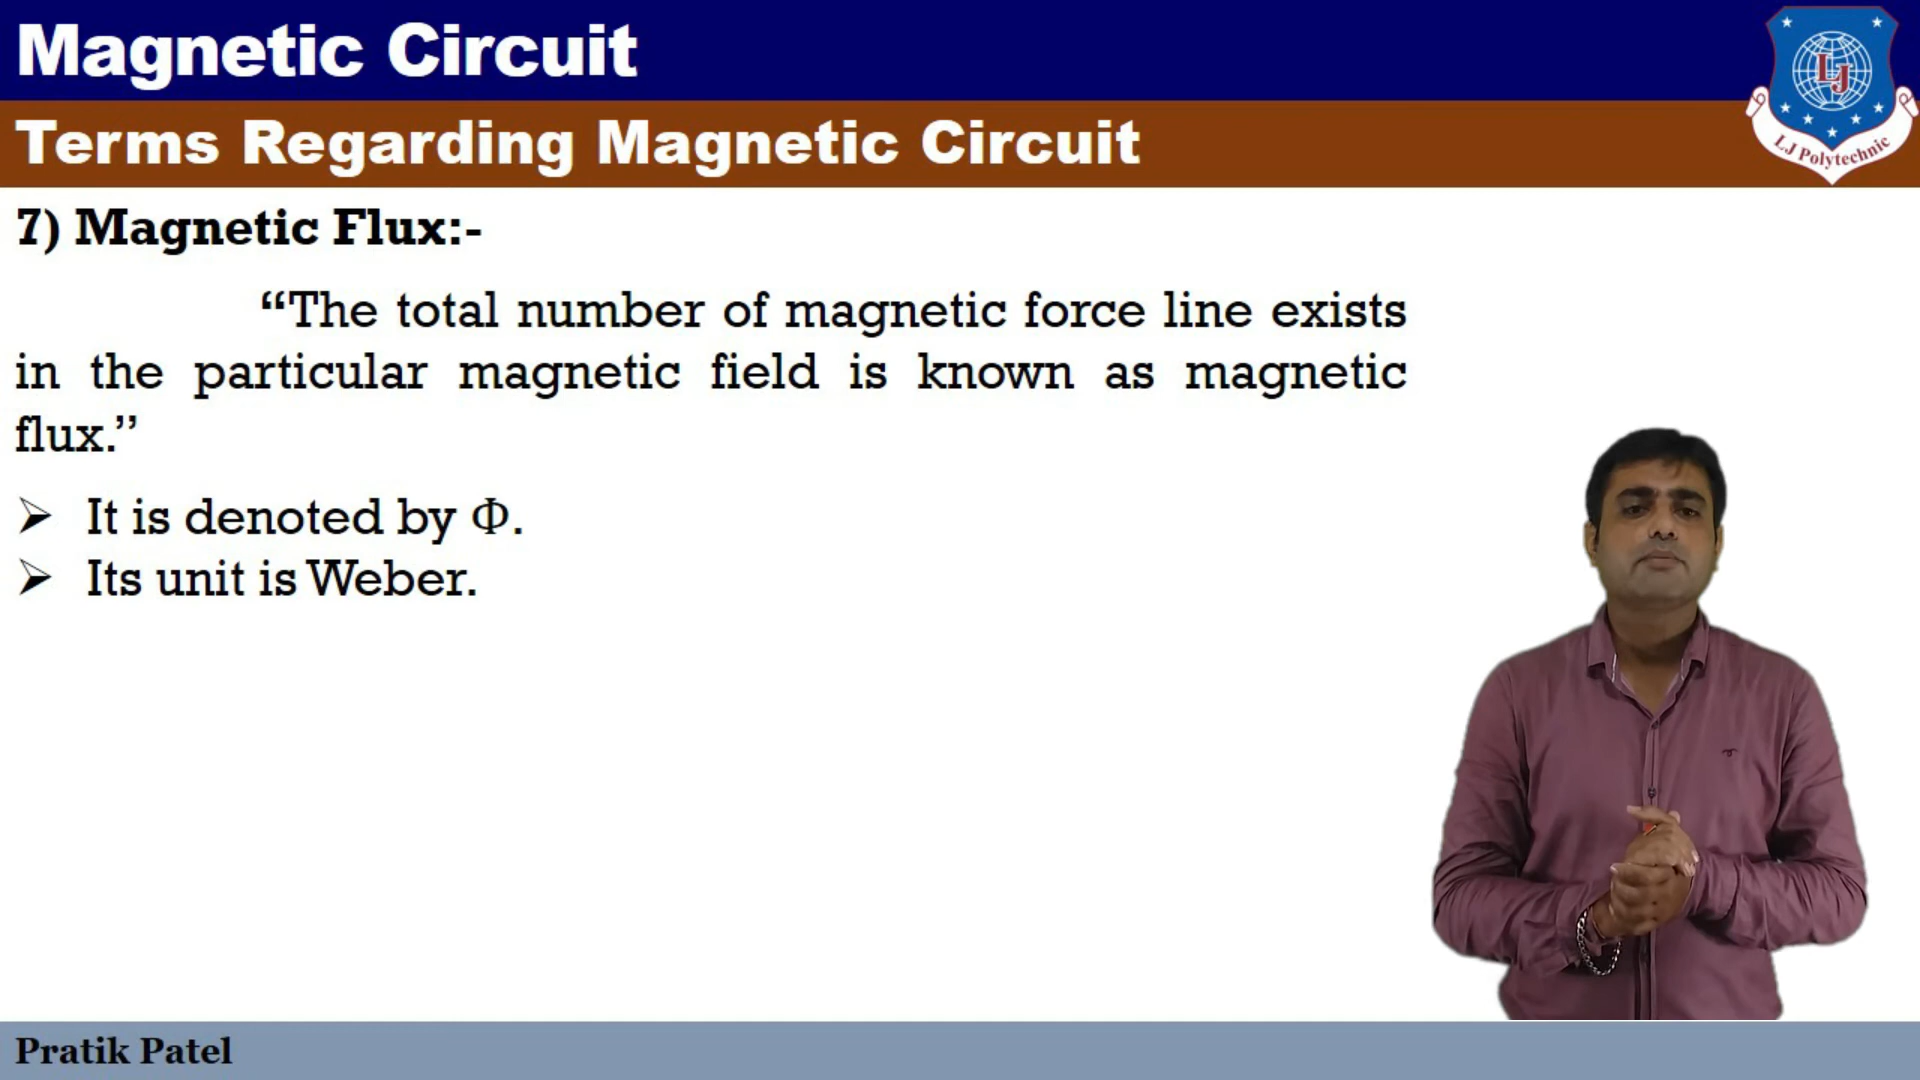 Magnetic Circuit
Terms Regarding Magnetic Circuit
LJ
LJ Polytechnic
7) Magnetic Flux:-
“The total number of magnetic force line exists
in the particular magnetic field is known as magnetic
flux.”
➢ It is denoted by Φ.
➢ Its unit is Weber.
Pratik Patel